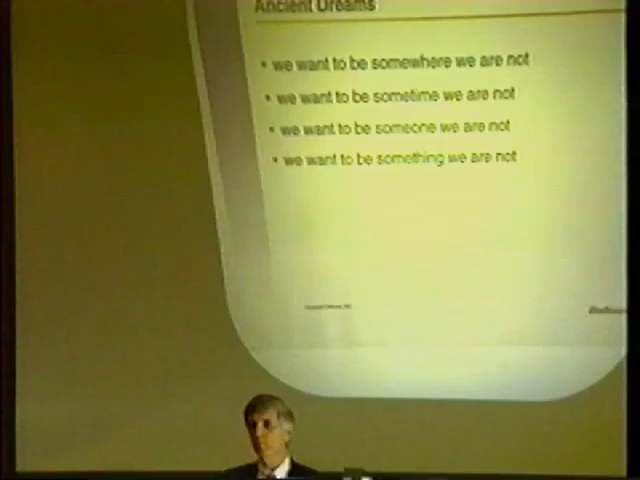 Ancient Dreams
• we want to be somewhere we are not
• we want to be sometime we are not
• we want to be someone we are not
• we want to be something we are not